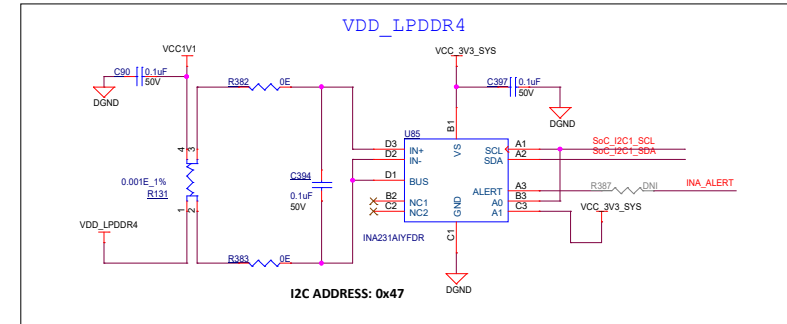 VDD_LPDDR4
VCC1V1
VCC_3V3_SYS
C90 0.1uF
50V
DGND
R382 0E
C397 0.1uF
50V
DGND
U85
B1
D3 IN+ VS SCL A1 SoC_I2C1_SCL
D2 IN- SDA A2 SoC_I2C1_SDA
4 3
D1 BUS
C394
0.1uF
50V
0.001E_1%
R131
ALERT A3 R387 DNI INA_ALERT
B2 NC1 A0 B3
C2 NC2 GND A1 C3 VCC_3V3_SYS
1 2
VDD_LPDDR4
C1
INA231AIYFDR
R383 0E
I2C ADDRESS: 0x47
DGND